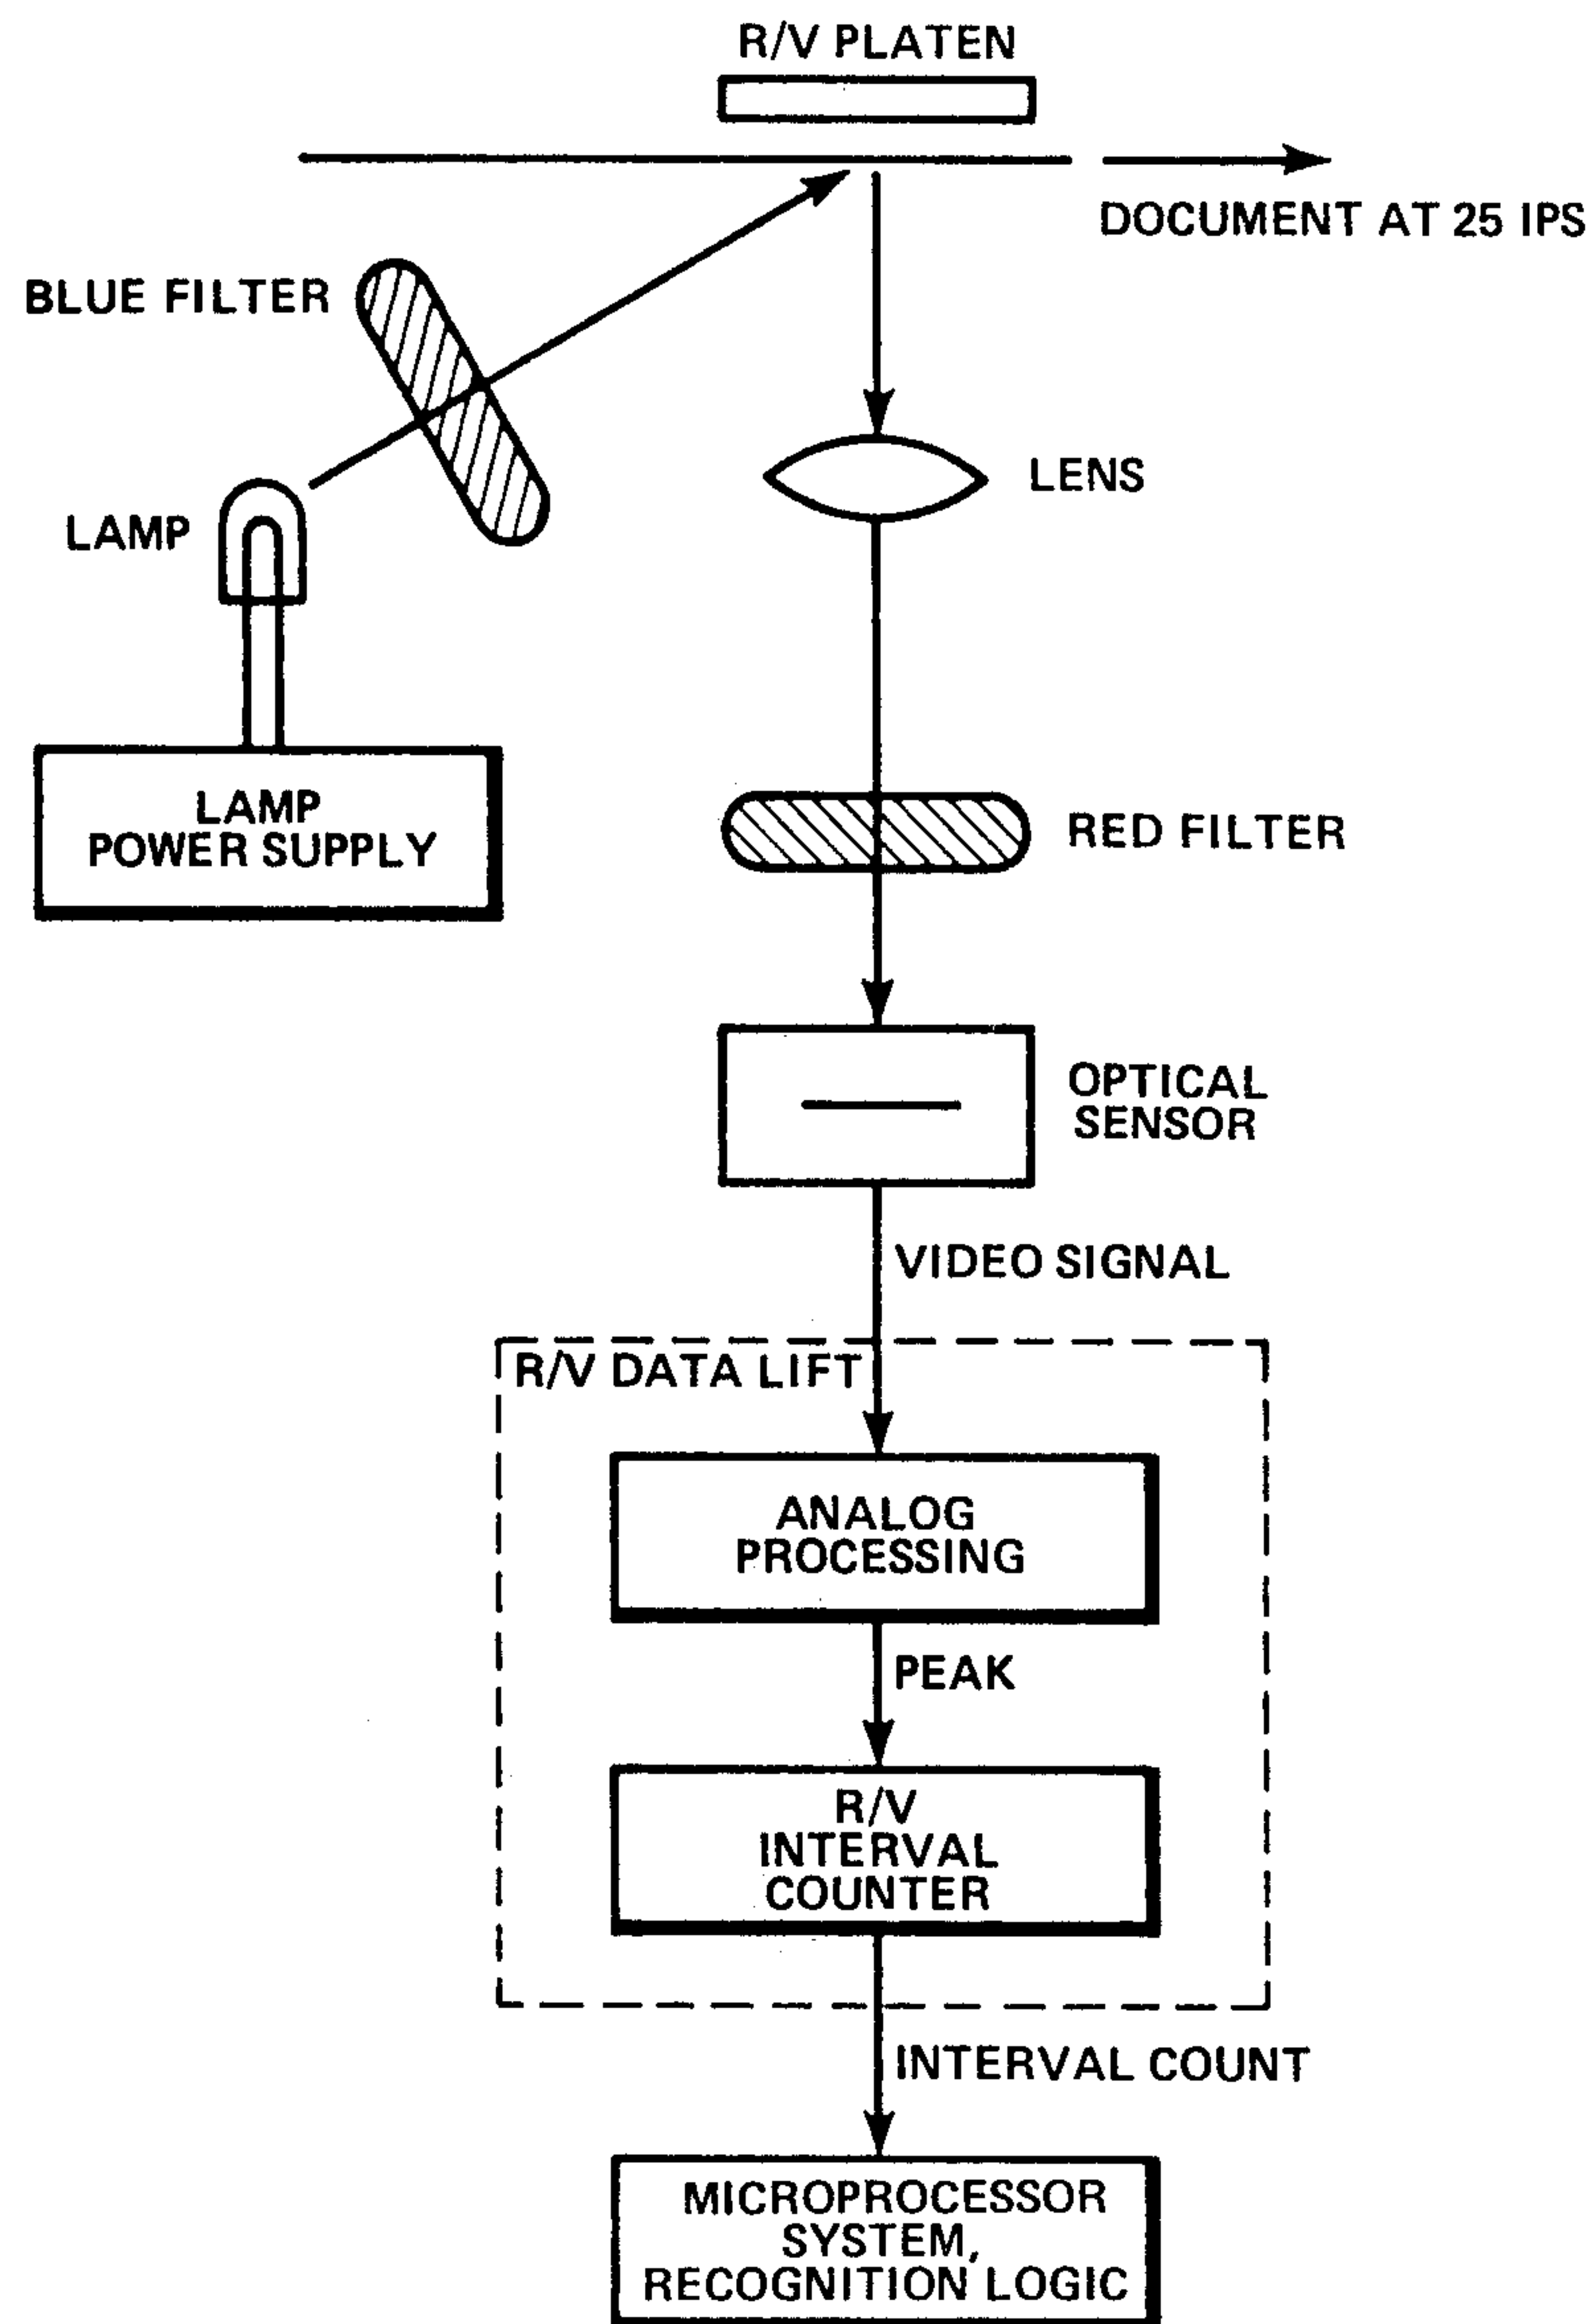 R/V PLATEN
DOCUMENT AT 25 IPS
BLUE FILTER
LENS
LAMP
LAMP
POWER SUPPLY
RED FILTER
OPTICAL
SENSOR
VIDEO SIGNAL
R/V DATA LIFT
ANALOG
PROCESSING
PEAK
R/V
INTERVAL
COUNTER
INTERVAL COUNT
MICROPROCESSOR
SYSTEM,
RECOGNITION LOGIC